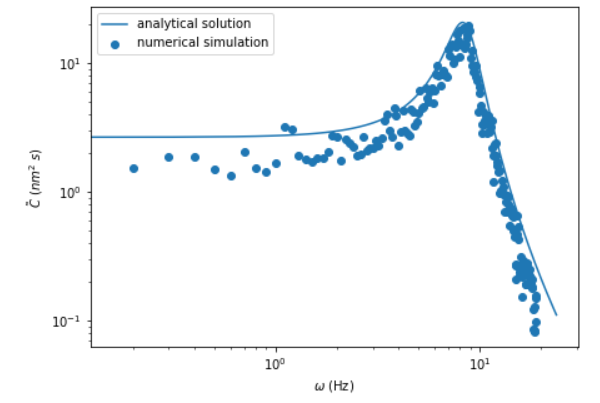 analytical solution
numerical simulation
10¹
10⁰
10⁻¹
C̃ (nm² s)
10⁰
10¹
ω (Hz)